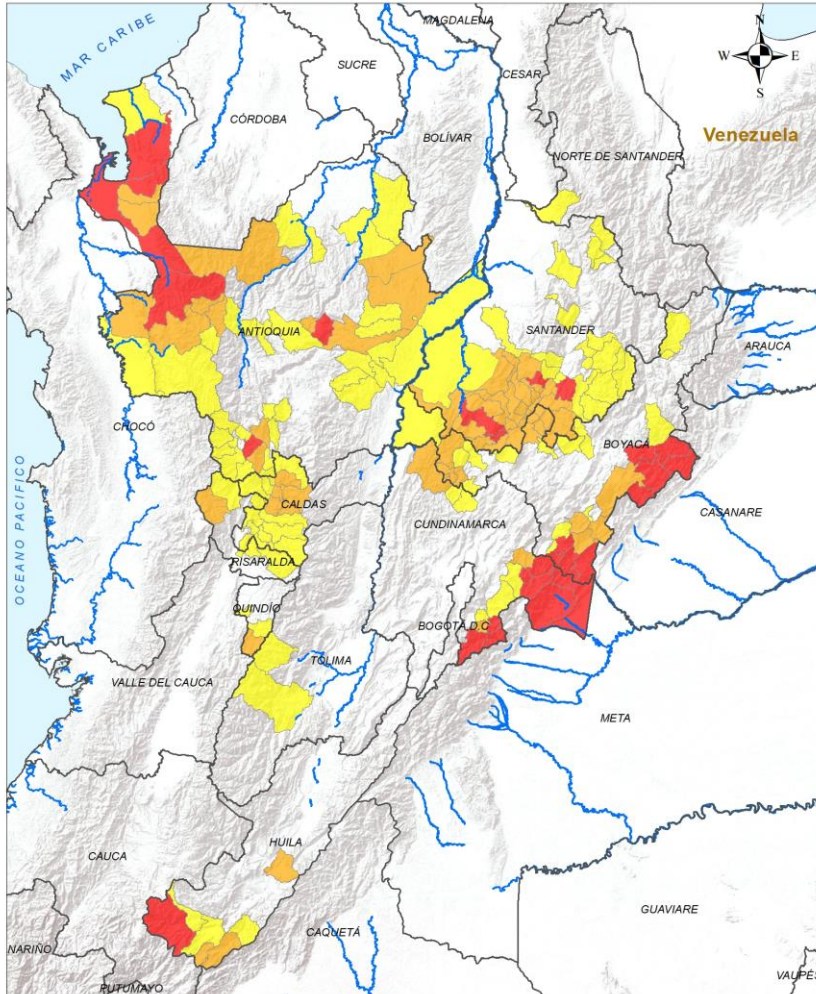 MAGDALENA
MAR CARIBE
N
W E
S
SUCRE
CESAR
CÓRDOBA
BOLÍVAR
Venezuela
NORTE DE SANTANDER
ANTIOQUIA
SANTANDER
ARAUCA
CHOCÓ
BOYACÁ
OCEANO PACIFICO
CALDAS
CASANARE
CUNDINAMARCA
RISARALDA
QUINDÍO
BOGOTÁ D.C
TOLIMA
VALLE DEL CAUCA
META
HUILA
CAUCA
GUAVIARE
CAQUETÁ
NARIÑO
VAUPÉS
PUTUMAYO